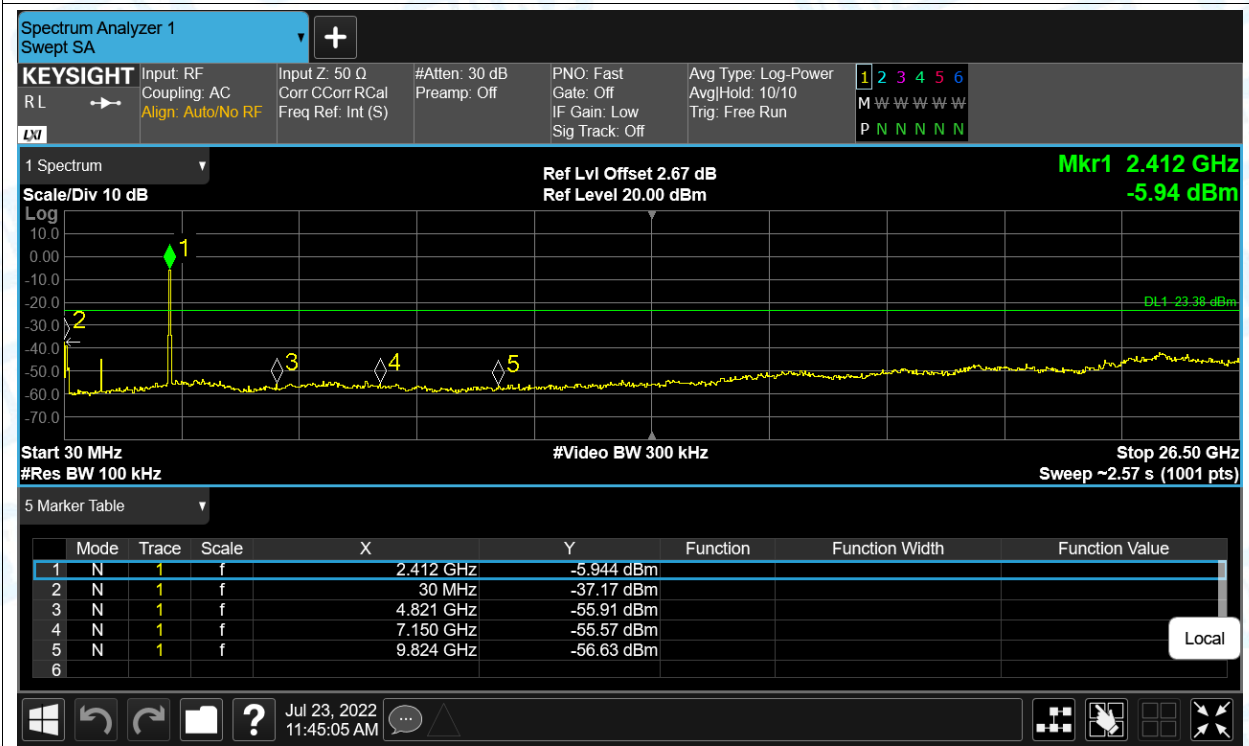 Spectrum Analyzer 1
Swept SA
KEYSIGHT
RL
LXI
Input: RF
Coupling: AC
Align: Auto/No RF
Input Z: 50 Ω
Corr CCorr RCal
Freq Ref: Int (S)
#Atten: 30 dB
Preamp: Off
PNO: Fast
Gate: Off
IF Gain: Low
Sig Track: Off
Avg Type: Log-Power
Avg|Hold: 10/10
Trig: Free Run
1 2 3 4 5 6
M W W W W W
P N N N N N
1 Spectrum
Scale/Div 10 dB
Ref Lvl Offset 2.67 dB
Ref Level 20.00 dBm
Mkr1 2.412 GHz
-5.94 dBm
Log
10.0
0.00
-10.0
-20.0
-30.0
-40.0
-50.0
-60.0
-70.0
1
2
3
4
5
DL1 -23.38 dBm
Start 30 MHz
#Video BW 300 kHz
Stop 26.50 GHz
#Res BW 100 kHz
Sweep ~2.57 s (1001 pts)
5 Marker Table
Mode Trace Scale X Y Function Function Width Function Value
1 N 1 f 2.412 GHz -5.944 dBm
2 N 1 f 30 MHz -37.17 dBm
3 N 1 f 4.821 GHz -55.91 dBm
4 N 1 f 7.150 GHz -55.57 dBm
5 N 1 f 9.824 GHz -56.63 dBm
6
Local
?
Jul 23, 2022
11:45:05 AM